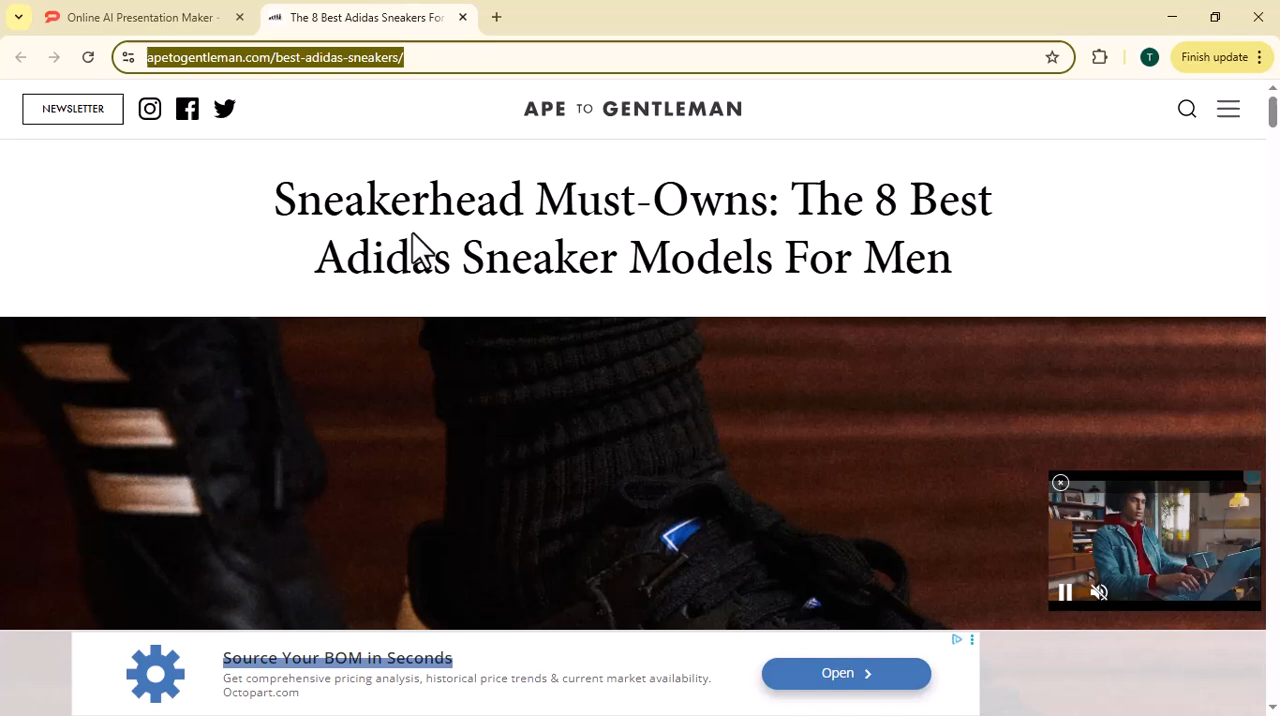 Online AI Presentation Maker -
The 8 Best Adidas Sneakers For
apetogentleman.com/best-adidas-sneakers/
T
Finish update
NEWSLETTER
APE TO GENTLEMAN
Sneakerhead Must-Owns: The 8 Best
Adidas Sneaker Models For Men
Source Your BOM in Seconds
Get comprehensive pricing analysis, historical price trends & current market availability.
Octopart.com
Open